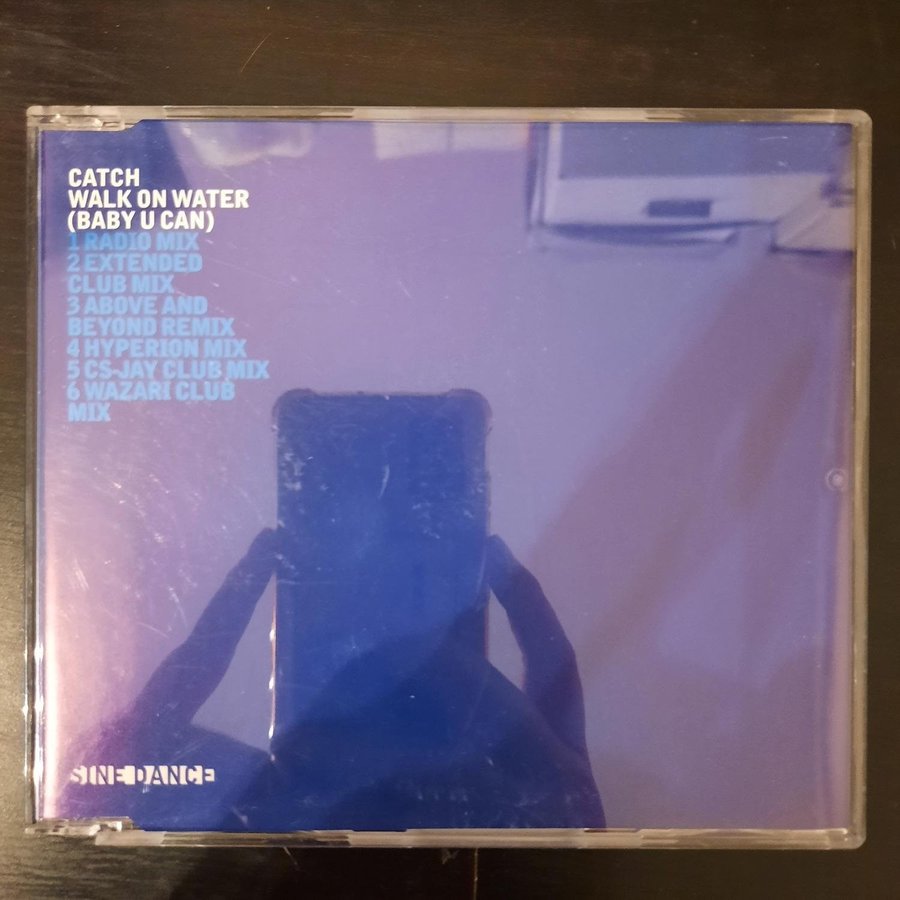 CATCH
WALK ON WATER
(BABY U CAN)
1 RADIO MIX
2 EXTENDED
CLUB MIX
3 ABOVE AND
BEYOND REMIX
4 HYPERION MIX
5 CS-JAY CLUB MIX
6 WAZARI CLUB
MIX
SINE DANCE